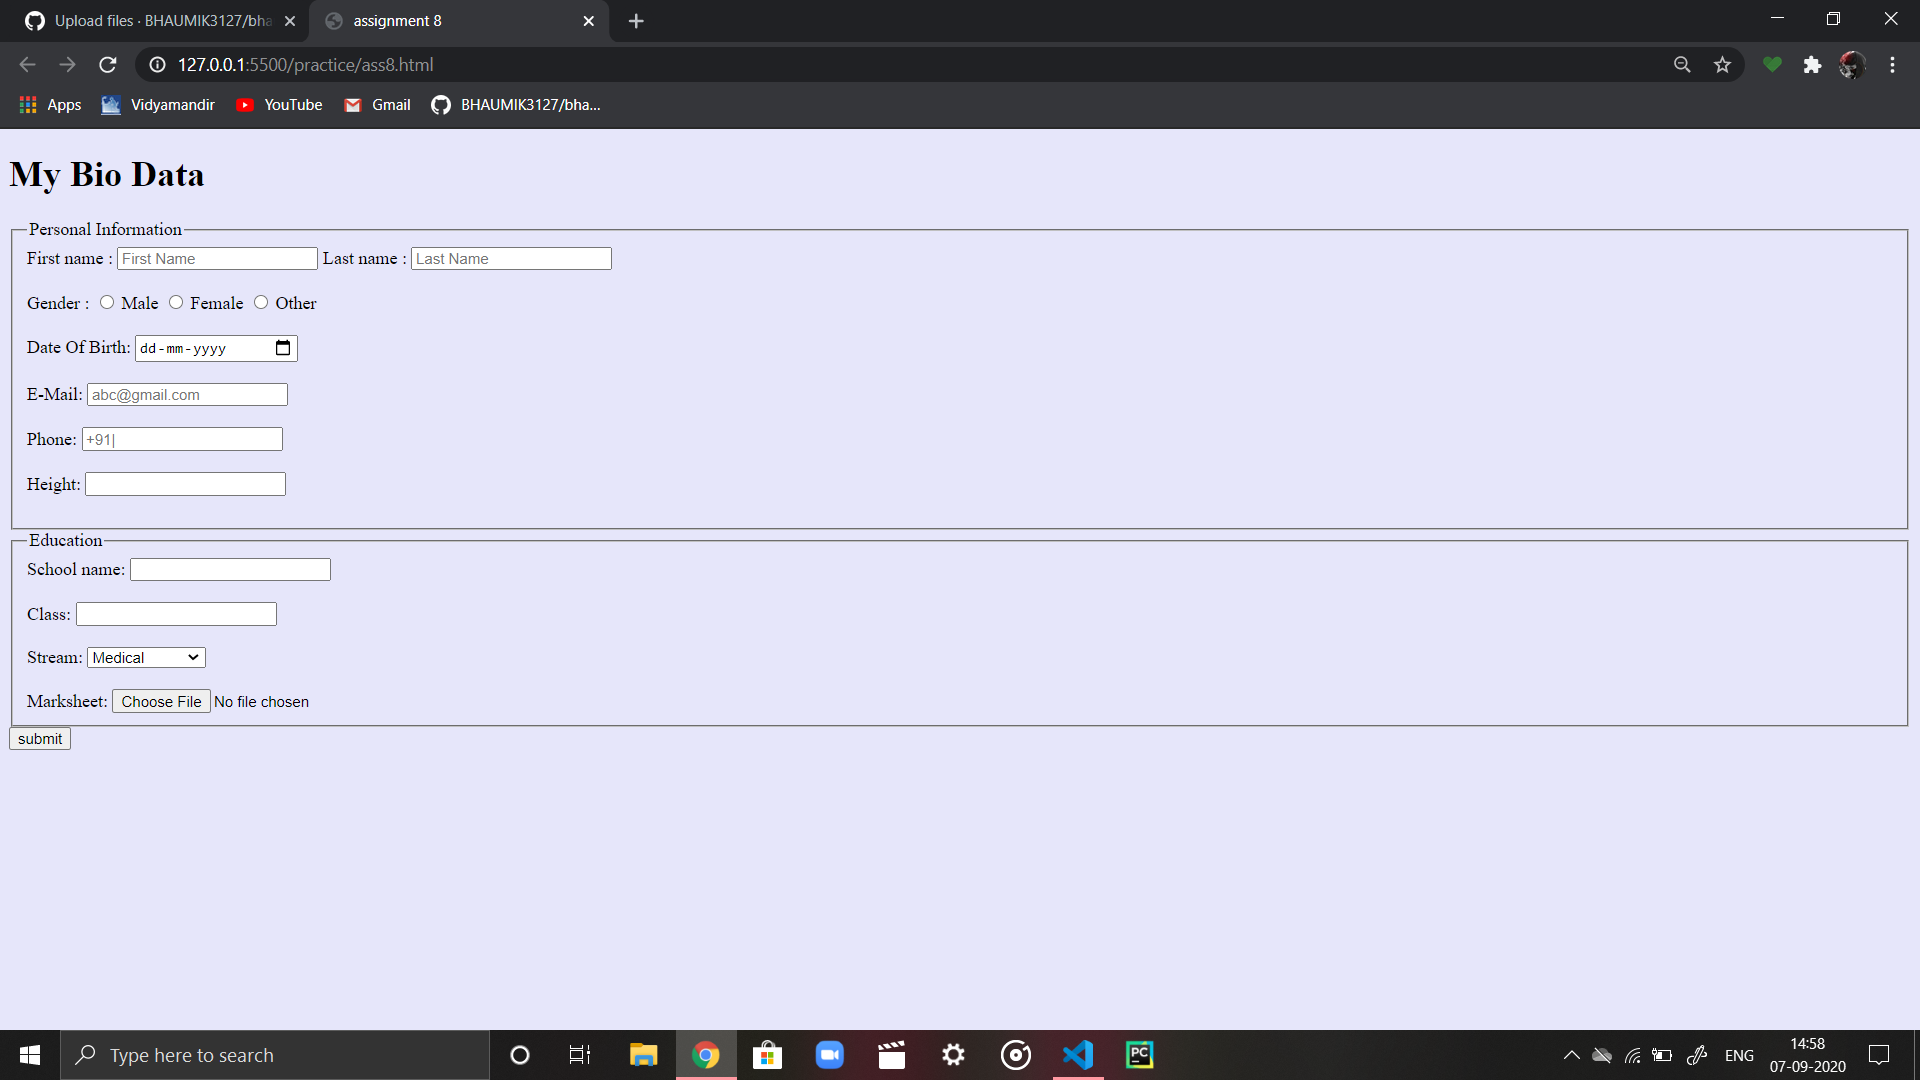 Upload files · BHAUMIK3127/bha
assignment 8
127.0.0.1:5500/practice/ass8.html
Apps Vidyamandir YouTube Gmail BHAUMIK3127/bha...
My Bio Data
Personal Information
First name : First Name Last name : Last Name
Gender : Male Female Other
Date Of Birth: dd-mm-yyyy
E-Mail: abc@gmail.com
Phone: +91|
Height:
Education
School name:
Class:
Stream: Medical
Marksheet: Choose File No file chosen
submit
Type here to search
PC
ENG
14:58
07-09-2020